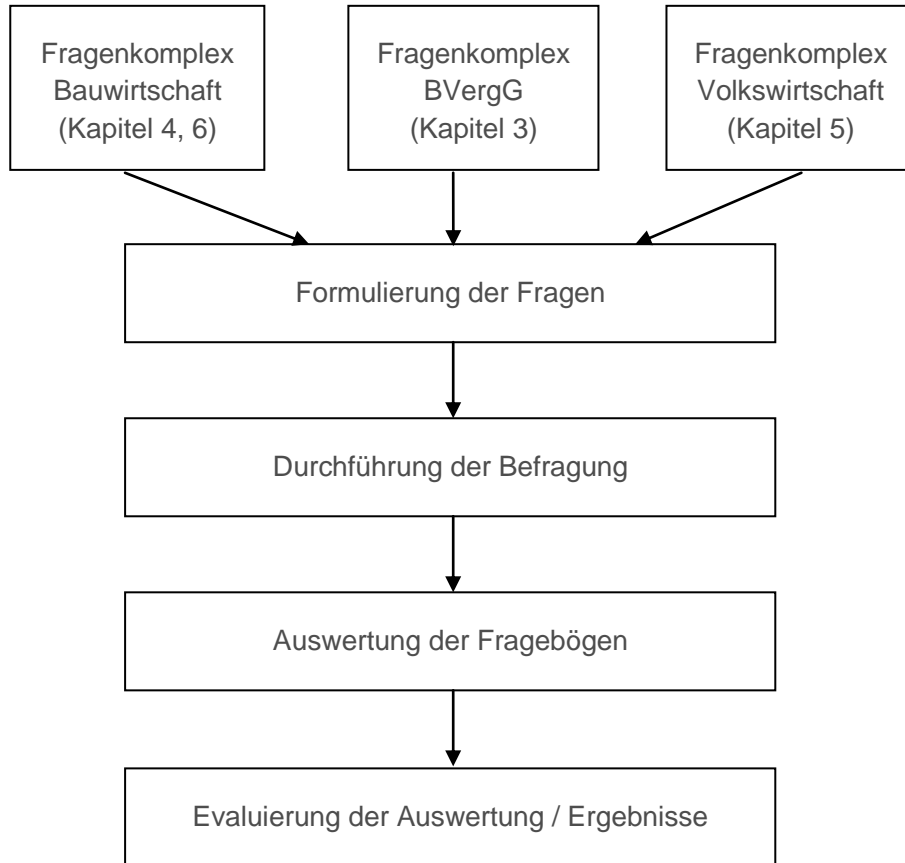 Fragenkomplex
Bauwirtschaft
(Kapitel 4, 6)
Fragenkomplex
BVergG
(Kapitel 3)
Fragenkomplex
Volkswirtschaft
(Kapitel 5)
Formulierung der Fragen
Durchführung der Befragung
Auswertung der Fragebögen
Evaluierung der Auswertung / Ergebnisse